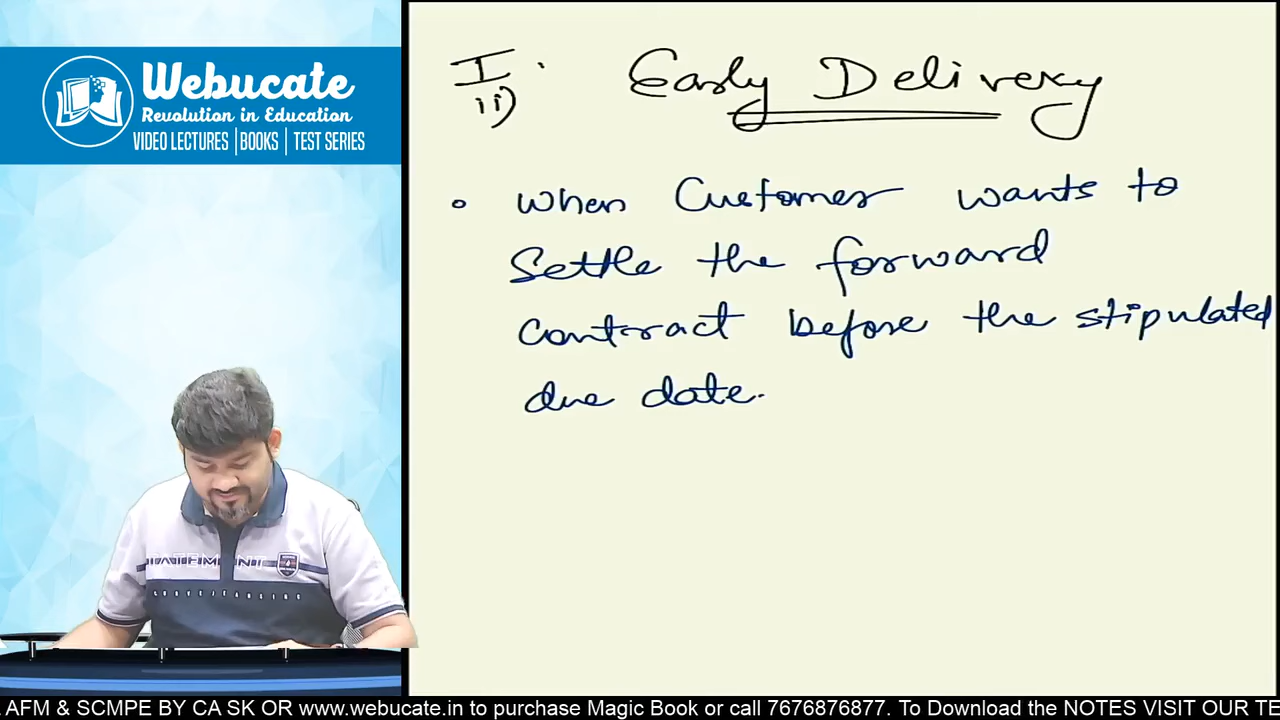 Webucate
Revolution in Education
VIDEO LECTURES | BOOKS | TEST SERIES
I.
ii)
Early Delivery
• When Customer wants to
Settle the forward
contract before the stipulated
due date.
STATEMENT
AFM & SCMPE BY CA SK OR www.webucate.in to purchase Magic Book or call 7676876877. To Download the NOTES VISIT OUR TE